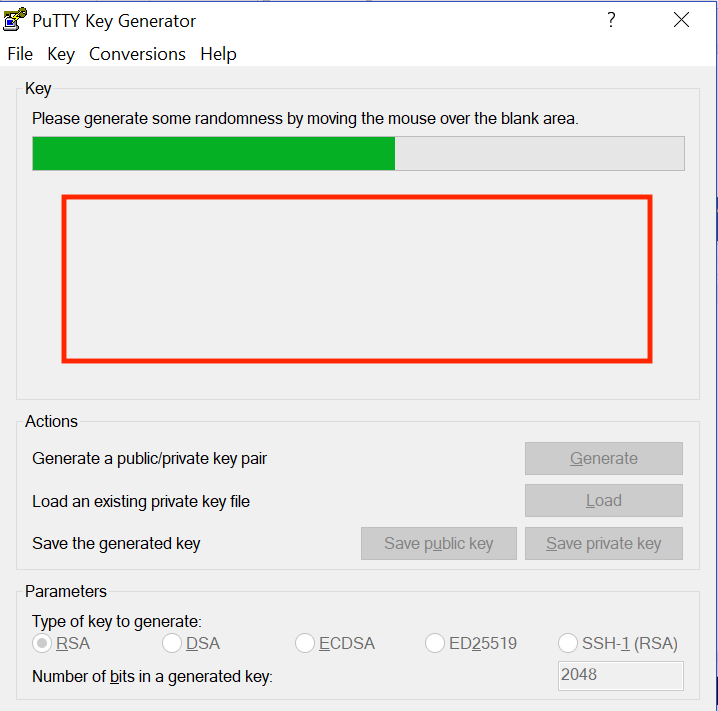 PuTTY Key Generator ?
File Key Conversions Help
Key
Please generate some randomness by moving the mouse over the blank area.
Actions
Generate a public/private key pair Generate
Load an existing private key file Load
Save the generated key Save public key Save private key
Parameters
Type of key to generate:
RSA DSA ECDSA ED25519 SSH-1 (RSA)
Number of bits in a generated key: 2048